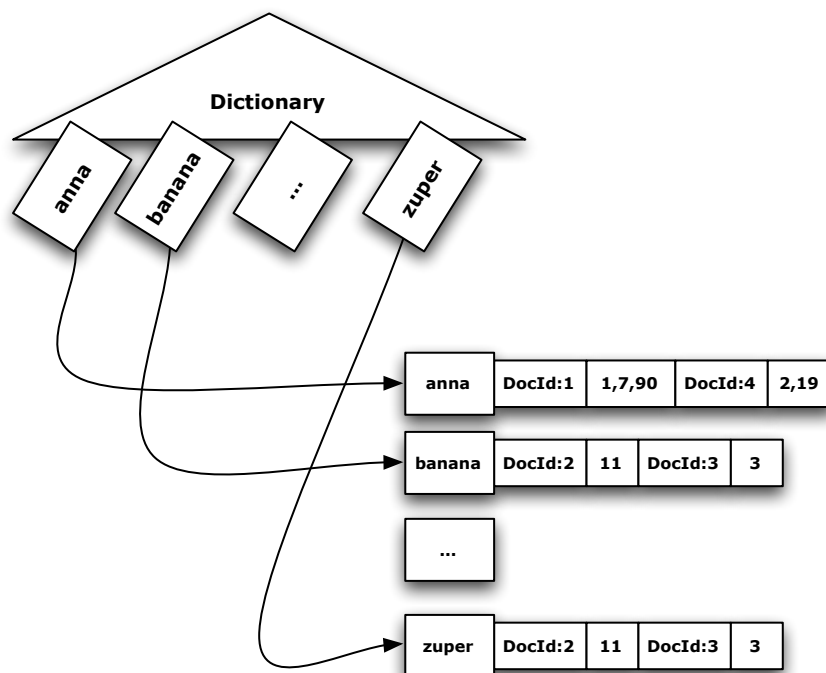 Dictionary
anna
banana
...
zuper
anna DocId:1 1,7,90 DocId:4 2,19
banana DocId:2 11 DocId:3 3
...
zuper DocId:2 11 DocId:3 3